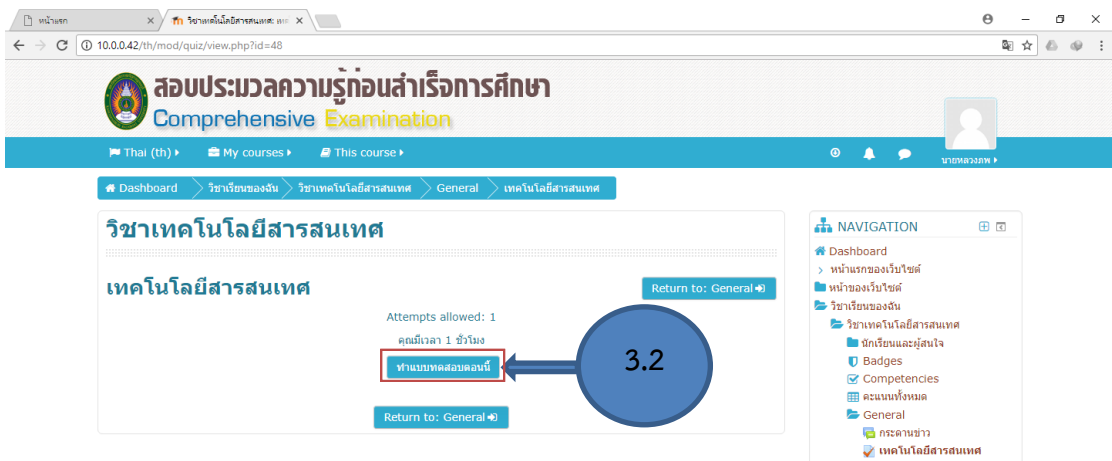 หน้าแรก
วิชาเทคโนโลยีสารสนเทศ: เทค
10.0.0.42/th/mod/quiz/view.php?id=48
สอบประมวลความรู้ก่อนสำเร็จการศึกษา
Comprehensive Examination
Thai (th) My courses This course
นายหลวงภพ
Dashboard วิชาเรียนของฉัน วิชาเทคโนโลยีสารสนเทศ General เทคโนโลยีสารสนเทศ
วิชาเทคโนโลยีสารสนเทศ
เทคโนโลยีสารสนเทศ
Return to: General
Attempts allowed: 1
คุณมีเวลา 1 ชั่วโมง
ทำแบบทดสอบตอนนี้
3.2
Return to: General
NAVIGATION
Dashboard
หน้าแรกของเว็บไซต์
หน้าของเว็บไซต์
วิชาเรียนของฉัน
วิชาเทคโนโลยีสารสนเทศ
นักเรียนและผู้สนใจ
Badges
Competencies
คะแนนทั้งหมด
General
กระดานข่าว
เทคโนโลยีสารสนเทศ